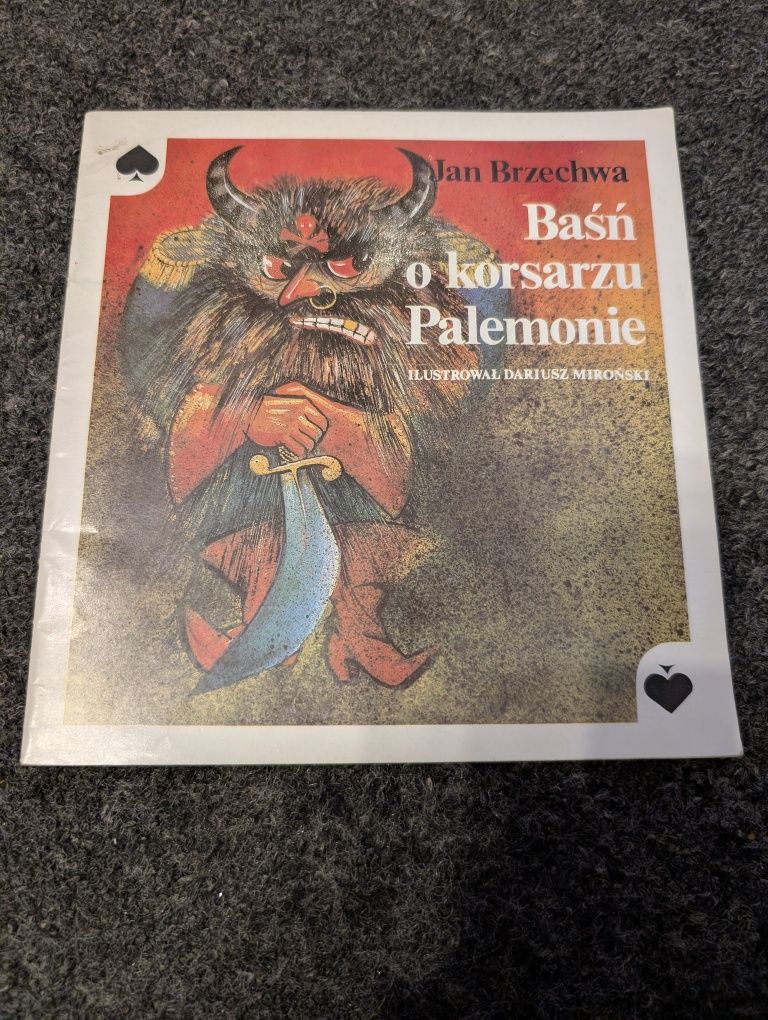 Jan Brzechwa
Baśń
o korsarzu
Palemonie
ILUSTROWAŁ DARIUSZ MIROŃSKI